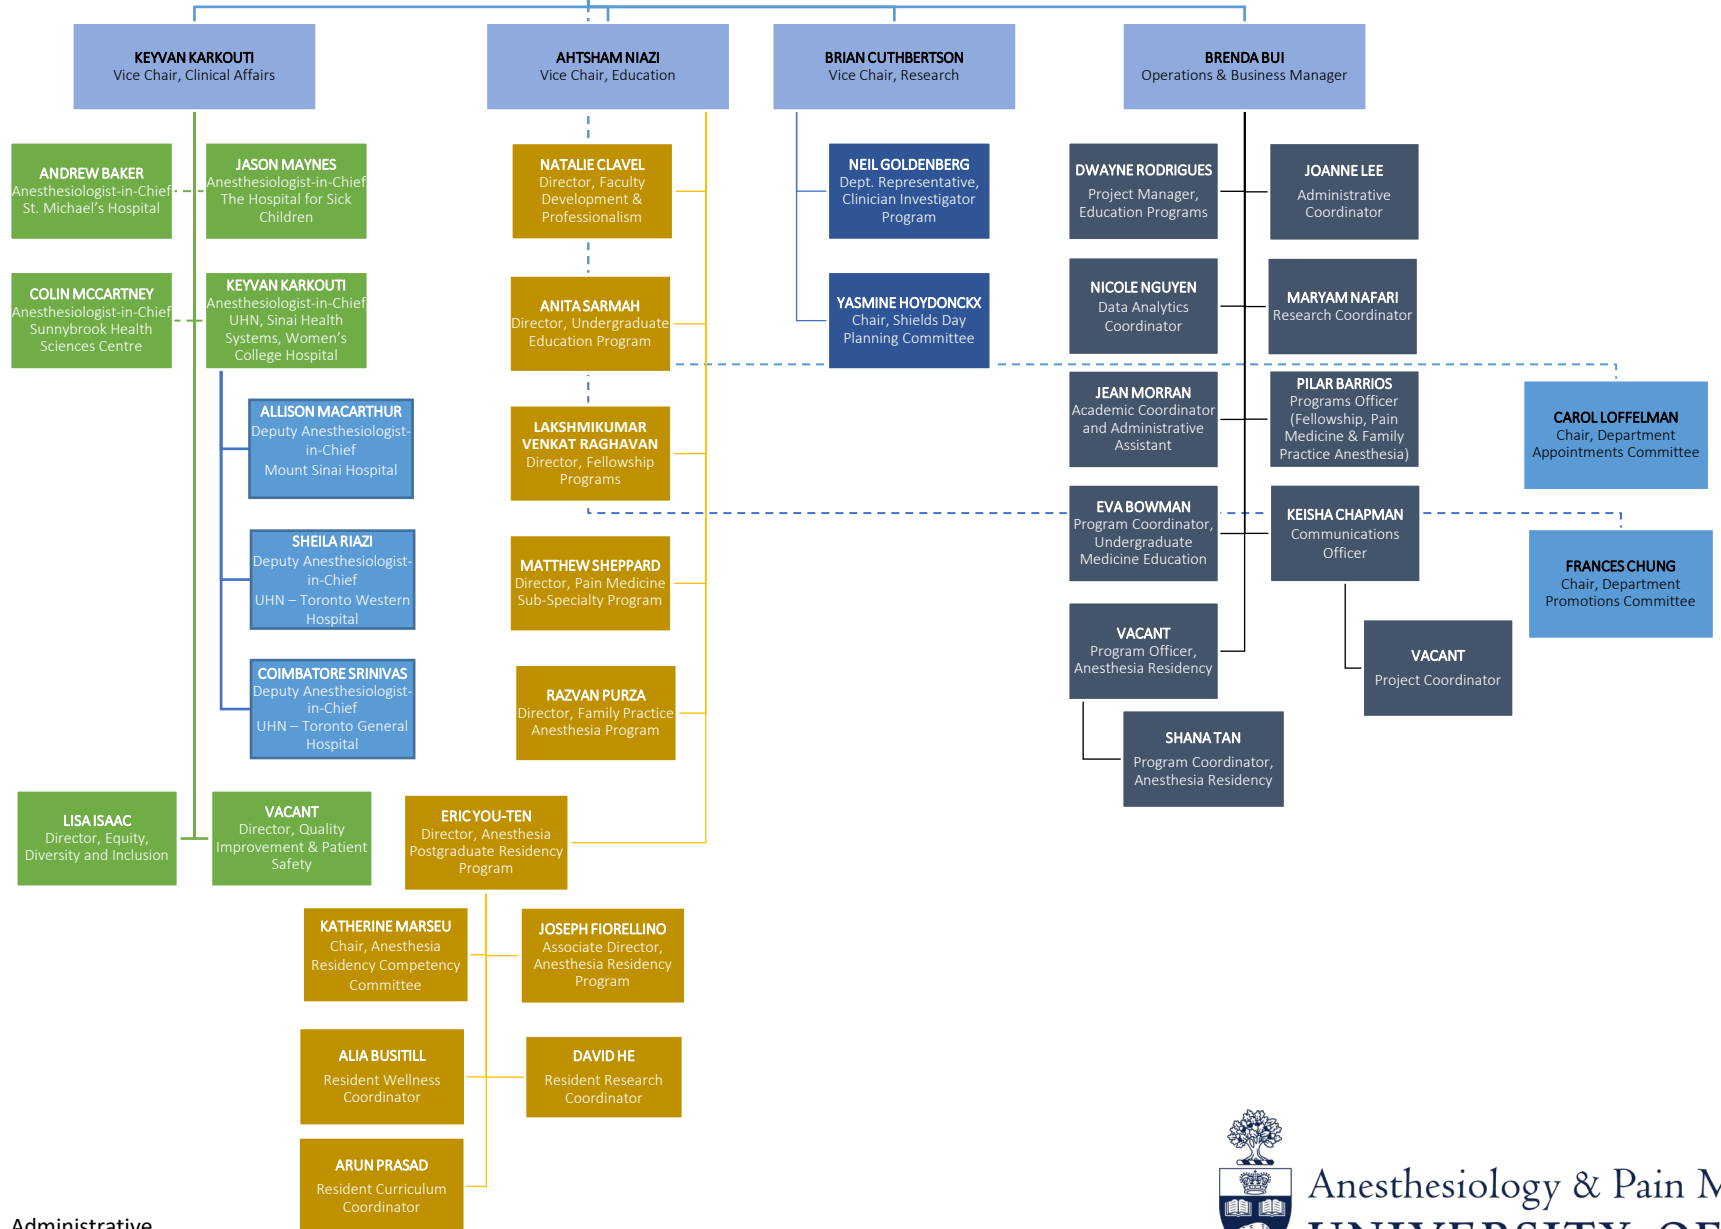 KEYVAN KARKOUTI
Vice Chair, Clinical Affairs
AHTSHAM NIAZI
Vice Chair, Education
BRIAN CUTHBERTSON
Vice Chair, Research
BRENDA BUI
Operations & Business Manager
ANDREW BAKER
Anesthesiologist-in-Chief
St. Michael's Hospital
JASON MAYNES
Anesthesiologist-in-Chief
The Hospital for Sick
Children
COLIN MCCARTNEY
Anesthesiologist-in-Chief
Sunnybrook Health
Sciences Centre
KEYVAN KARKOUTI
Anesthesiologist-in-Chief
UHN, Sinai Health
Systems, Women's
College Hospital
ALLISON MACARTHUR
Deputy Anesthesiologist-
in-Chief
Mount Sinai Hospital
SHEILA RIAZI
Deputy Anesthesiologist-
in-Chief
UHN – Toronto Western
Hospital
COIMBATORE SRINIVAS
Deputy Anesthesiologist-
in-Chief
UHN – Toronto General
Hospital
LISA ISAAC
Director, Equity,
Diversity and Inclusion
VACANT
Director, Quality
Improvement & Patient
Safety
NATALIE CLAVEL
Director, Faculty
Development &
Professionalism
ANITA SARMAH
Director, Undergraduate
Education Program
LAKSHMIKUMAR
VENKAT RAGHAVAN
Director, Fellowship
Programs
MATTHEW SHEPPARD
Director, Pain Medicine
Sub-Specialty Program
RAZVAN PURZA
Director, Family Practice
Anesthesia Program
ERIC YOU-TEN
Director, Anesthesia
Postgraduate Residency
Program
KATHERINE MARSEU
Chair, Anesthesia
Residency Competency
Committee
JOSEPH FIORELLINO
Associate Director,
Anesthesia Residency
Program
ALIA BUSITILL
Resident Wellness
Coordinator
DAVID HE
Resident Research
Coordinator
ARUN PRASAD
Resident Curriculum
Coordinator
NEIL GOLDENBERG
Dept. Representative,
Clinician Investigator
Program
YASMINE HOYDONCKX
Chair, Shields Day
Planning Committee
DWAYNE RODRIGUES
Project Manager,
Education Programs
JOANNE LEE
Administrative
Coordinator
NICOLE NGUYEN
Data Analytics
Coordinator
MARYAM NAFARI
Research Coordinator
JEAN MORRAN
Academic Coordinator
and Administrative
Assistant
PILAR BARRIOS
Programs Officer
(Fellowship, Pain
Medicine & Family
Practice Anesthesia)
EVA BOWMAN
Program Coordinator,
Undergraduate
Medicine Education
KEISHA CHAPMAN
Communications
Officer
VACANT
Program Officer,
Anesthesia Residency
VACANT
Project Coordinator
SHANA TAN
Program Coordinator,
Anesthesia Residency
CAROL LOFFELMAN
Chair, Department
Appointments Committee
FRANCES CHUNG
Chair, Department
Promotions Committee
Administrative
Anesthesiology & Pain M
UNIVERSITY OF